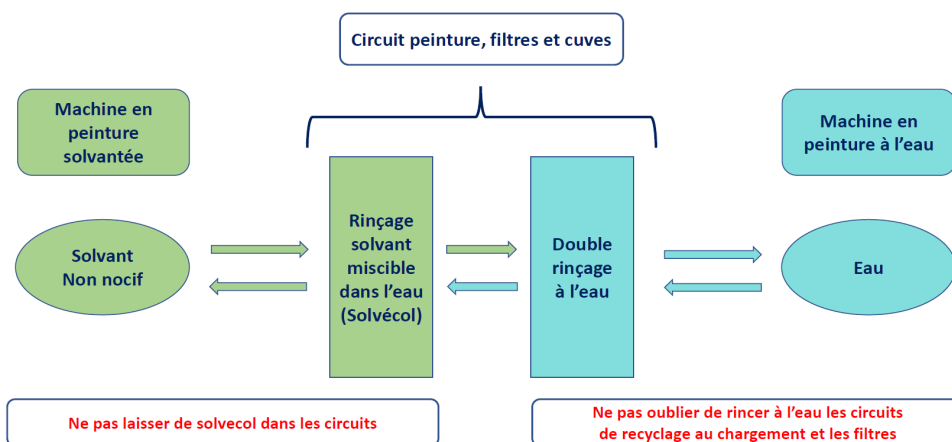 Circuit peinture, filtres et cuves
Machine en
peinture
solvantée
Machine en
peinture à l’eau
Solvant
Non nocif
Rinçage
solvant
miscible
dans l’eau
(Solvécol)
Double
rinçage
à l’eau
Eau
Ne pas laisser de solvecol dans les circuits
Ne pas oublier de rincer à l’eau les circuits
de recyclage au chargement et les filtres